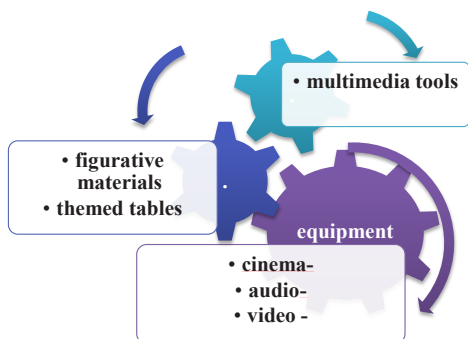 • multimedia tools
• figurative
materials
• themed tables
equipment
• cinema-
• audio-
• video -